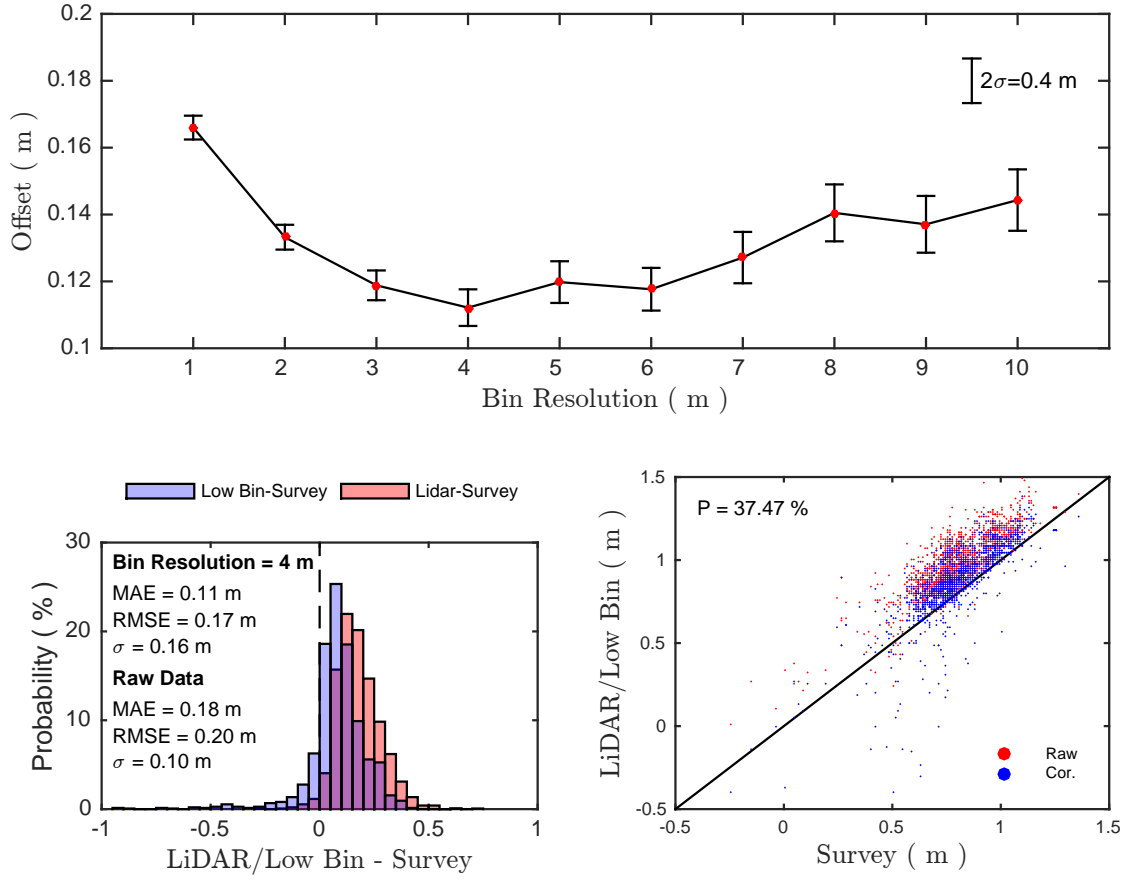 0.2
0.18
0.16
0.14
0.12
0.1
Offset ( m )
2σ=0.4 m
1 2 3 4 5 6 7 8 9 10
Bin Resolution ( m )
Low Bin-Survey Lidar-Survey
30
20
10
0
Probability ( %)
Bin Resolution = 4 m
MAE = 0.11 m
RMSE = 0.17 m
σ = 0.16 m
Raw Data
MAE = 0.18 m
RMSE = 0.20 m
σ = 0.10 m
-1 -0.5 0 0.5 1
LiDAR/Low Bin - Survey
1.5
1
0.5
0
-0.5
LiDAR/Low Bin ( m )
P = 37.47 %
Raw
Cor.
-0.5 0 0.5 1 1.5
Survey ( m )